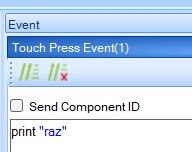 Event
Touch Press Event(1)
Send Component ID
print "raz"